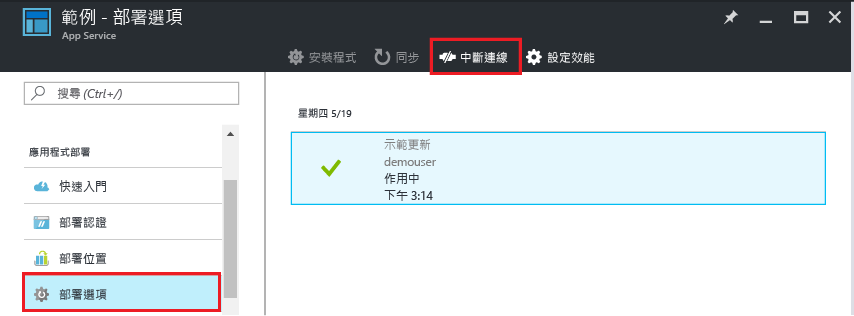 範例 - 部署選項
App Service
安裝程式 同步 中斷連線 設定效能
搜尋 (Ctrl+/)
應用程式部署
快速入門
部署認證
部署位置
部署選項
星期四 5/19
示範更新
demouser
作用中
下午 3:14